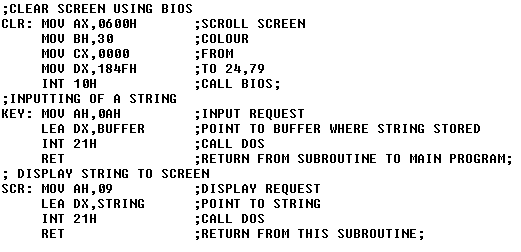 ;CLEAR SCREEN USING BIOS
CLR: MOV AX,0600H ;SCROLL SCREEN
MOV BH,30 ;COLOUR
MOV CX,0000 ;FROM
MOV DX,184FH ;TO 24,79
INT 10H ;CALL BIOS;
;INPUTTING OF A STRING
KEY: MOV AH,0AH ;INPUT REQUEST
LEA DX,BUFFER ;POINT TO BUFFER WHERE STRING STORED
INT 21H ;CALL DOS
RET ;RETURN FROM SUBROUTINE TO MAIN PROGRAM;
; DISPLAY STRING TO SCREEN
SCR: MOV AH,09 ;DISPLAY REQUEST
LEA DX,STRING ;POINT TO STRING
INT 21H ;CALL DOS
RET ;RETURN FROM THIS SUBROUTINE;